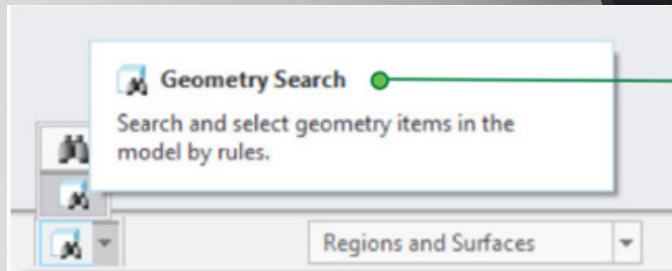 Geometry Search
Search and select geometry items in the
model by rules.
Regions and Surfaces